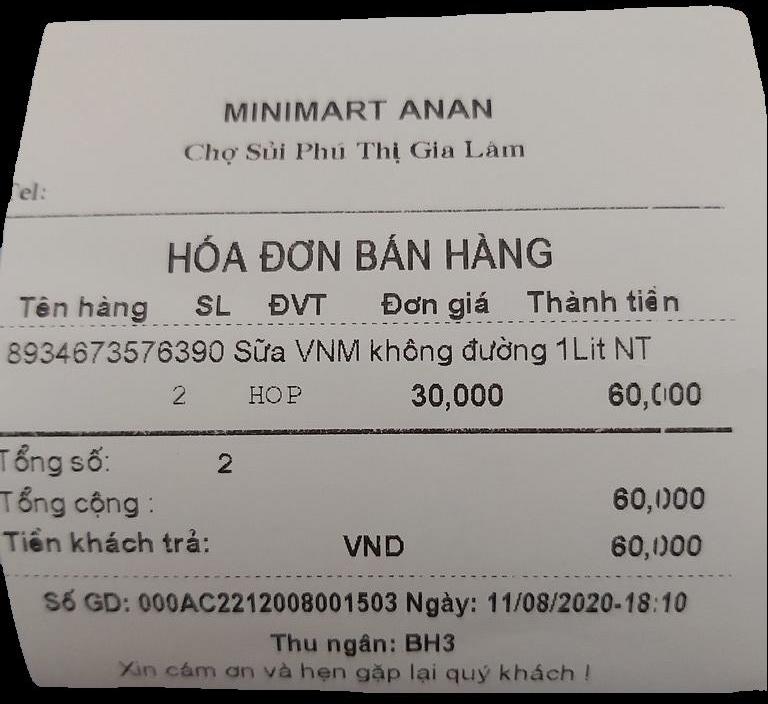 MINIMART ANAN
Chợ Sủi Phú Thị Gia Lâm
Tel:
HÓA ĐƠN BÁN HÀNG
Tên hàng SL ĐVT Đơn giá Thành tiền
8934673576390 Sữa VNM không đường 1Lit NT
2 HOP 30,000 60,000
Tổng số: 2
Tổng cộng : 60,000
Tiền khách trả: VND 60,000
Số GD: 000AC2212008001503 Ngày: 11/08/2020-18:10
Thu ngân: BH3
Xin cám ơn và hẹn gặp lại quý khách !